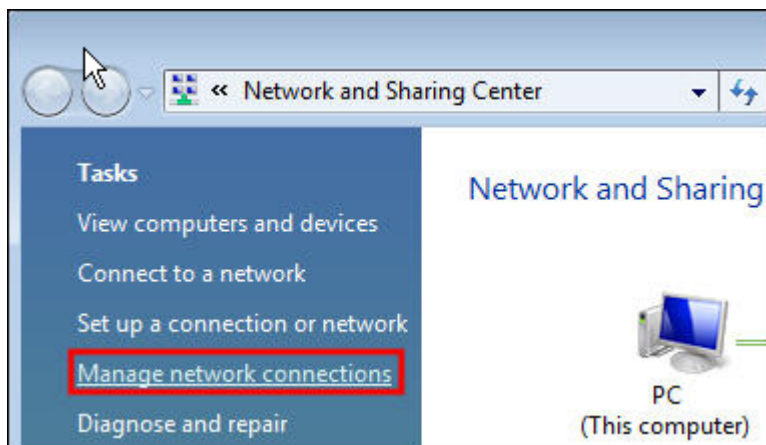 « Network and Sharing Center
Tasks
View computers and devices
Connect to a network
Set up a connection or network
Manage network connections
Diagnose and repair
Network and Sharing
PC
(This computer)